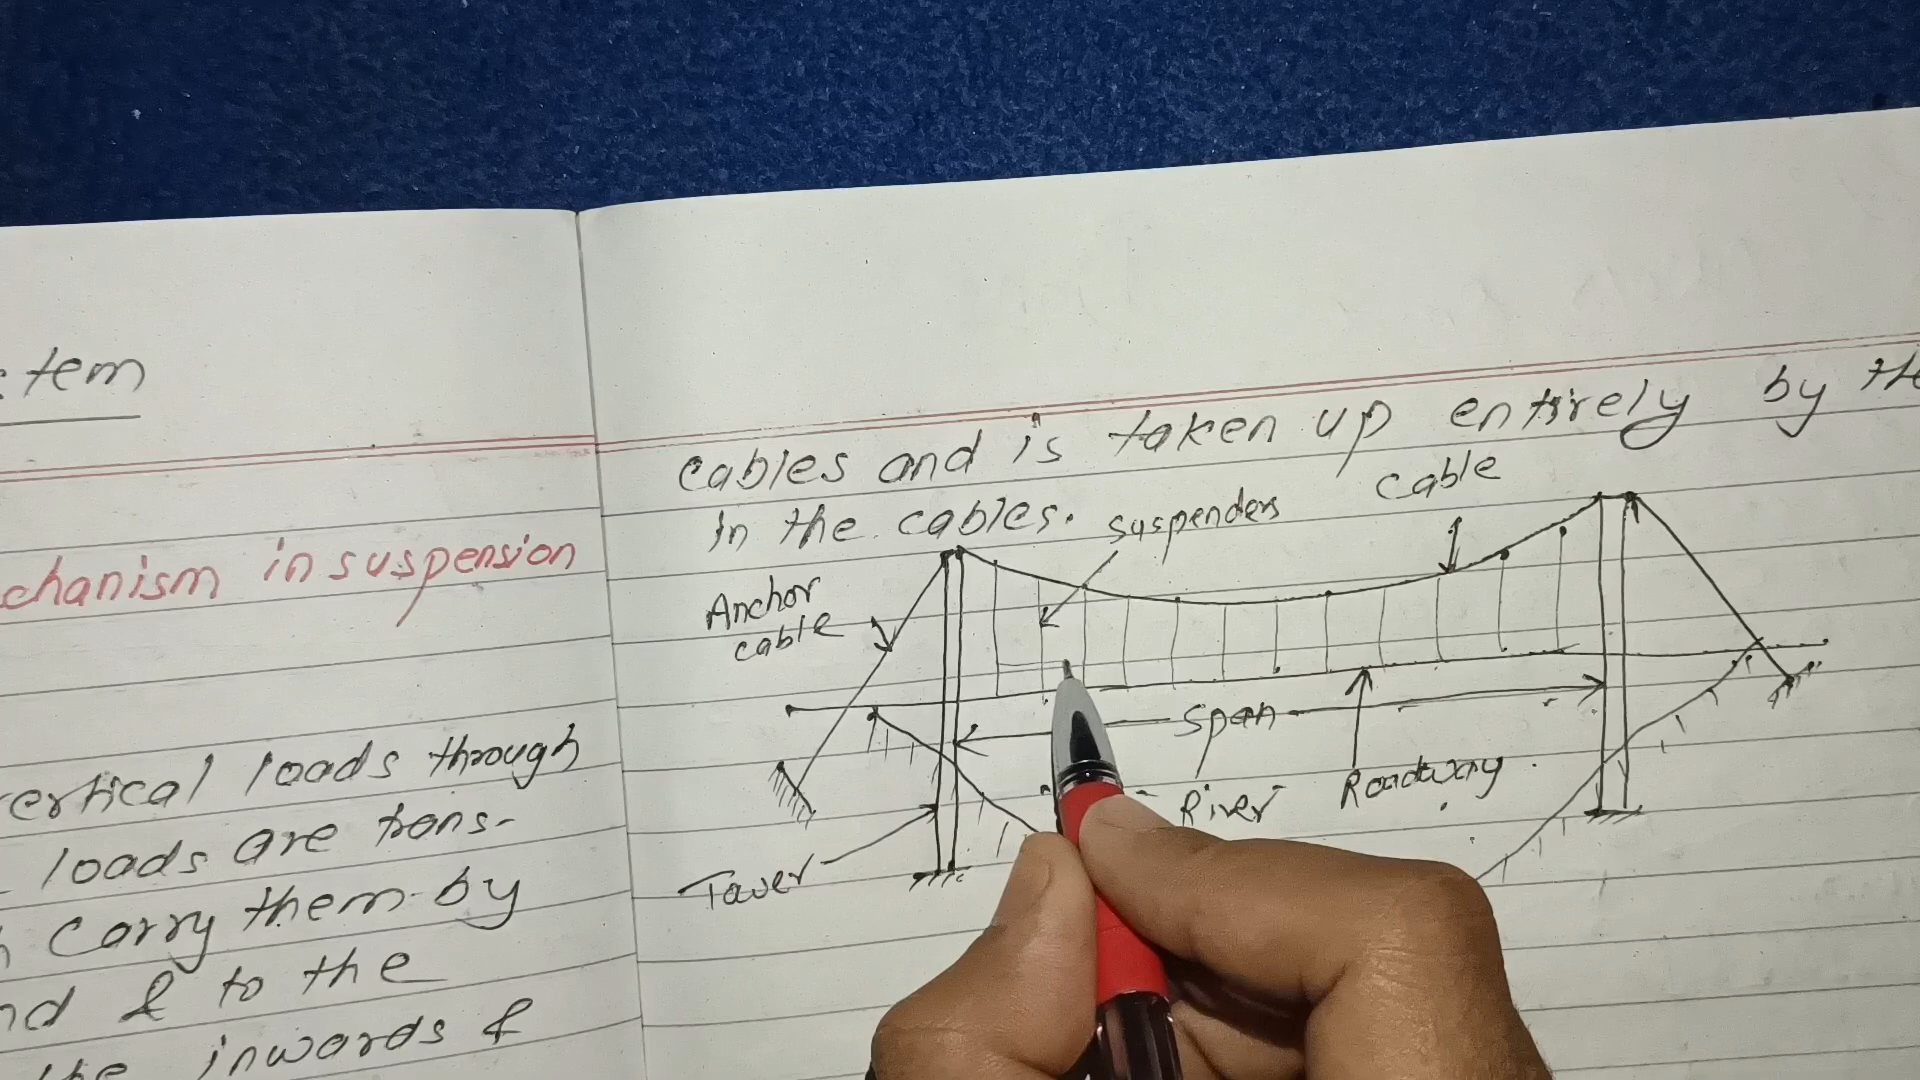 tem
chanism in suspension
ertical loads through
loads are trans-
carry them by
nd & to the
the inwards &
cables and is taken up entirely by the
in the cables.
suspenders
cable
Anchor
cable
Span
River
Roadway
Tower